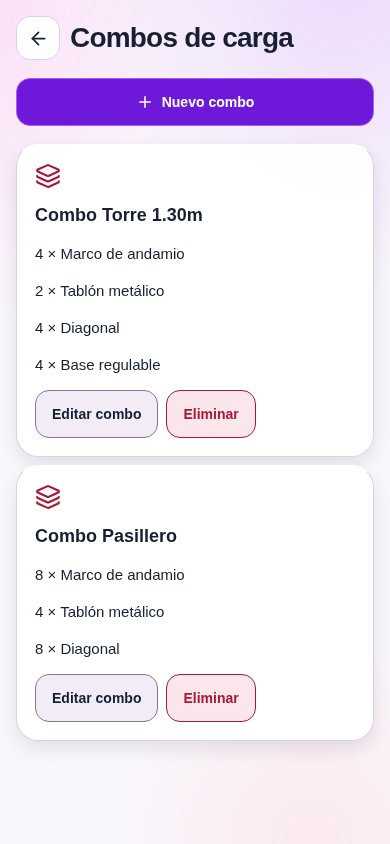 Combos de carga
Nuevo combo
Combo Torre 1.30m
4 × Marco de andamio
2 × Tablón metálico
4 × Diagonal
4 × Base regulable
Editar combo Eliminar
Combo Pasillero
8 × Marco de andamio
4 × Tablón metálico
8 × Diagonal
Editar combo Eliminar